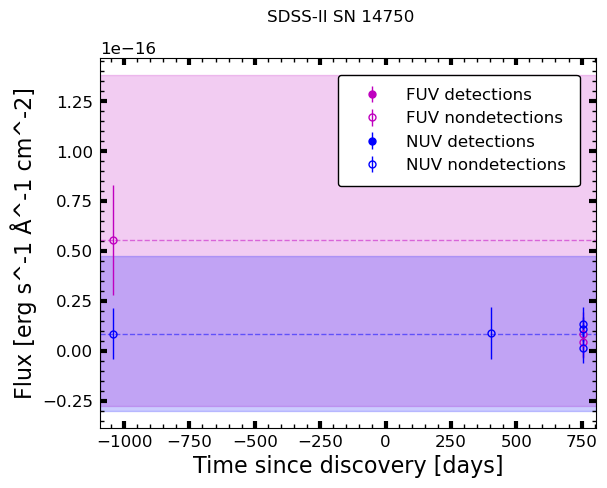 SDSS-II SN 14750
1e−16
FUV detections
FUV nondetections
NUV detections
NUV nondetections
1.25
1.00
0.75
0.50
0.25
0.00
−0.25
Flux [erg s^-1 Å^-1 cm^-2]
−1000 −750 −500 −250 0 250 500 750
Time since discovery [days]